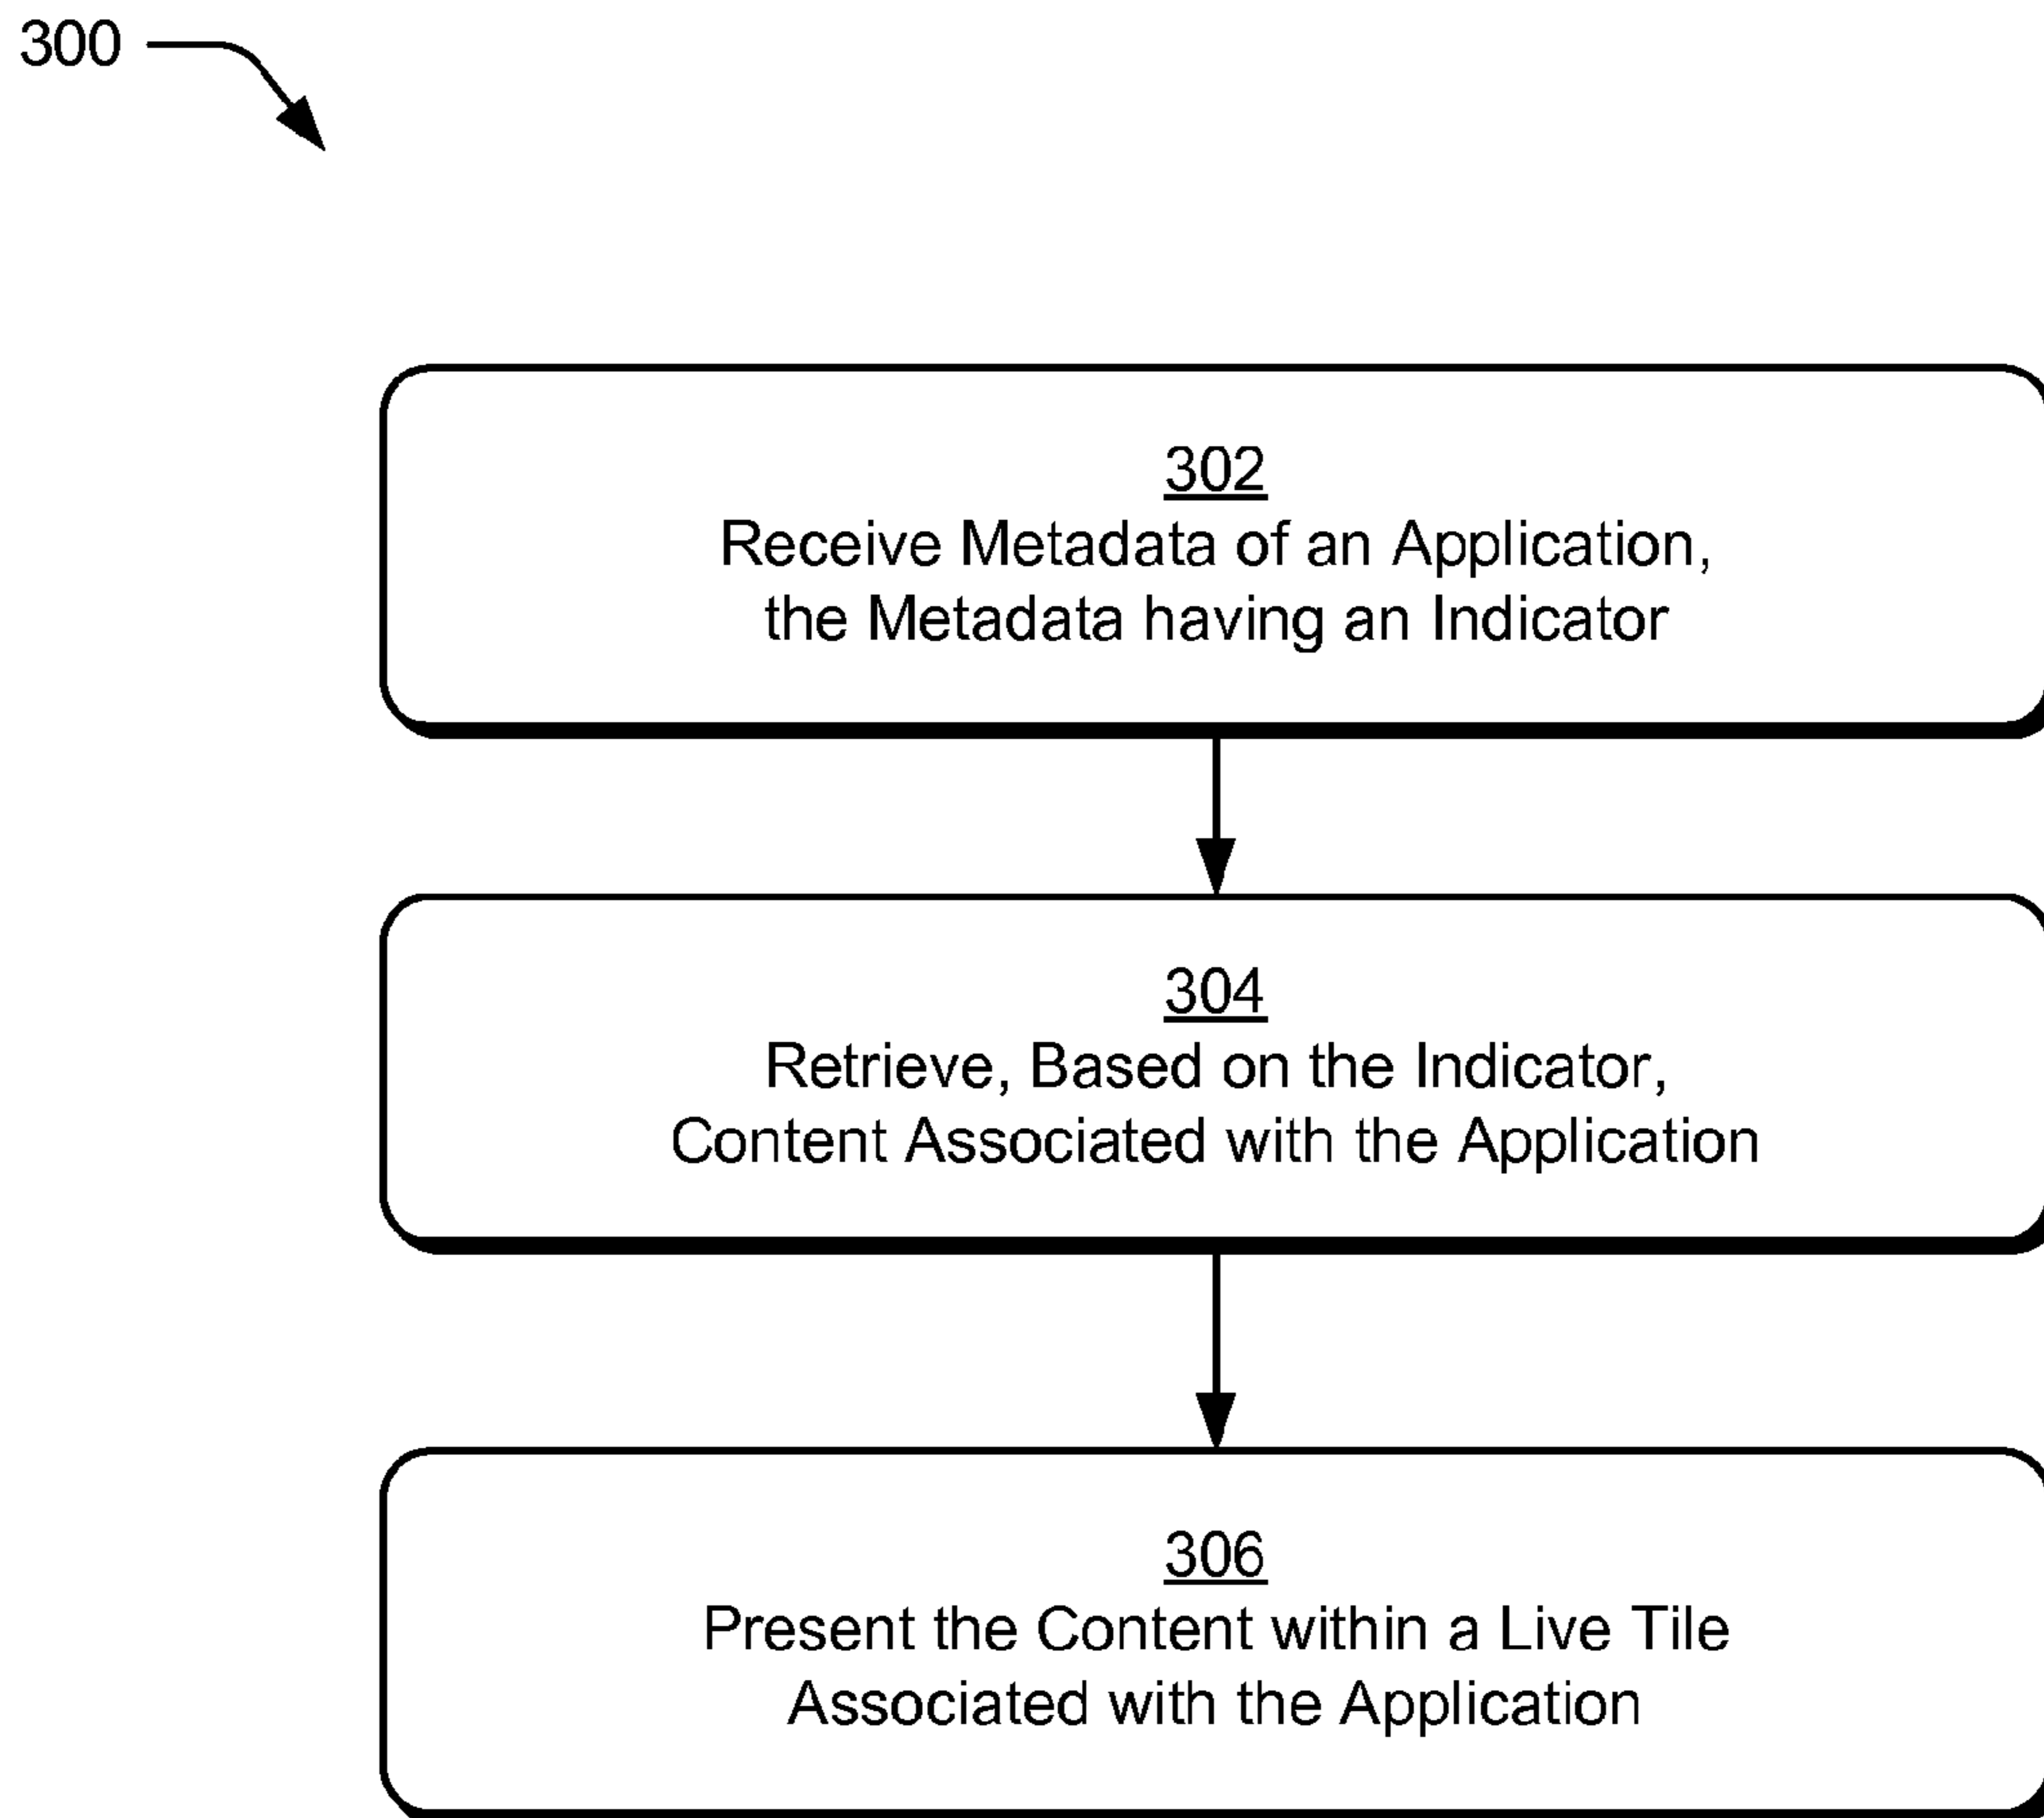 300
302
Receive Metadata of an Application,
the Metadata having an Indicator
304
Retrieve, Based on the Indicator,
Content Associated with the Application
306
Present the Content within a Live Tile
Associated with the Application